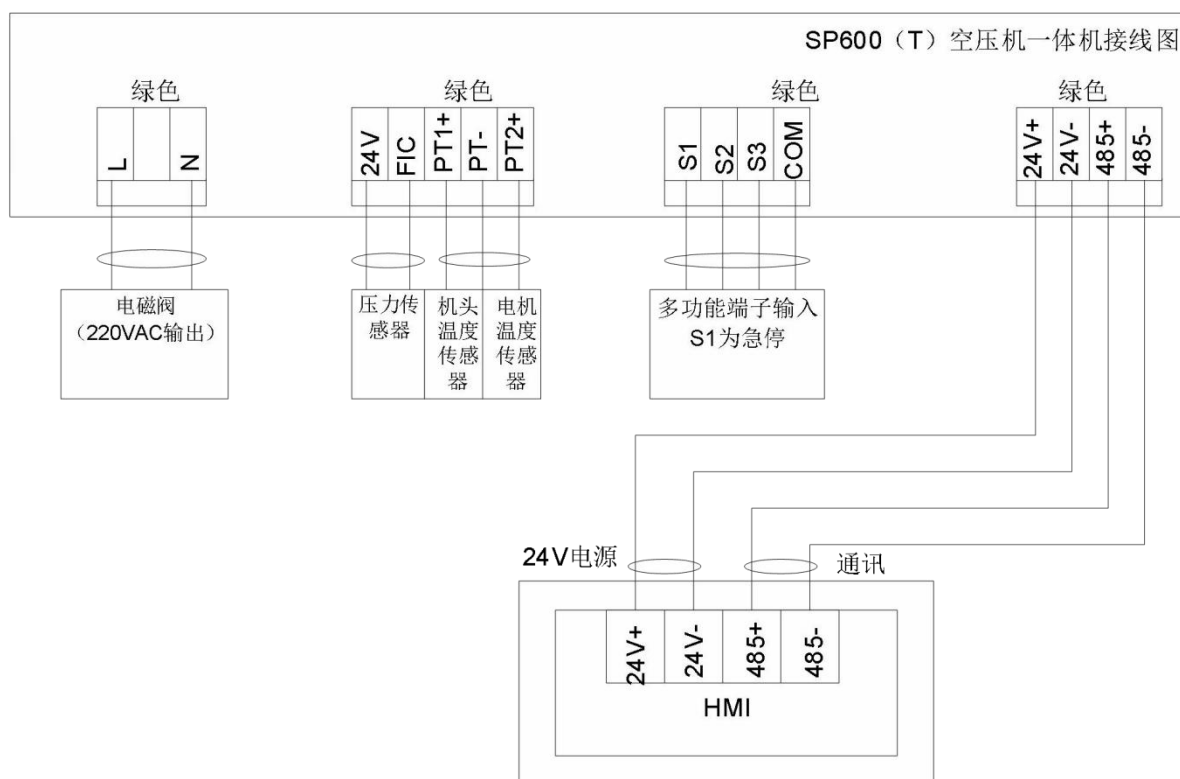 SP600（T）空压机一体机接线图
绿色
绿色
绿色
绿色
L
N
24V
FIC
PT1+
PT-
PT2+
S1
S2
S3
COM
24V+
24V-
485+
485-
电磁阀
（220VAC输出）
压力传
感器
机头
温度
传感
器
电机
温度
传感
器
多功能端子输入
S1为急停
24V电源
通讯
24V+
24V-
485+
485-
HMI